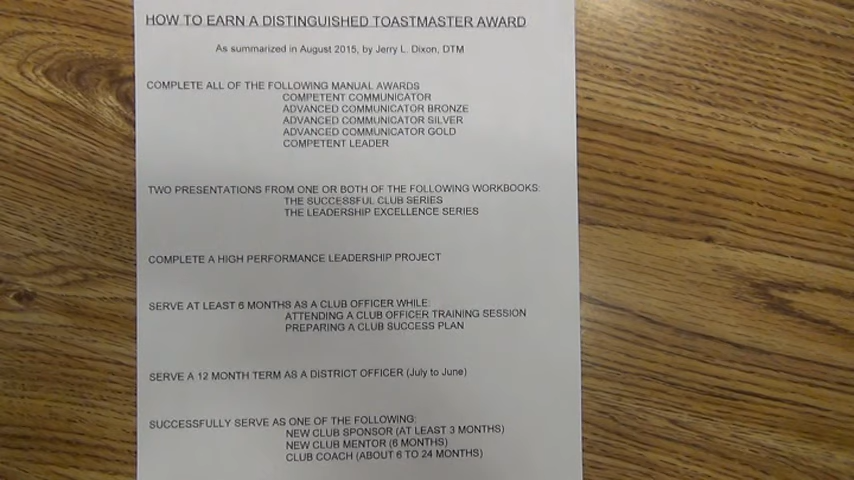 HOW TO EARN A DISTINGUISHED TOASTMASTER AWARD
As summarized in August 2015, by Jerry L. Dixon, DTM
COMPLETE ALL OF THE FOLLOWING MANUAL AWARDS
COMPETENT COMMUNICATOR
ADVANCED COMMUNICATOR BRONZE
ADVANCED COMMUNICATOR SILVER
ADVANCED COMMUNICATOR GOLD
COMPETENT LEADER
TWO PRESENTATIONS FROM ONE OR BOTH OF THE FOLLOWING WORKBOOKS:
THE SUCCESSFUL CLUB SERIES
THE LEADERSHIP EXCELLENCE SERIES
COMPLETE A HIGH PERFORMANCE LEADERSHIP PROJECT
SERVE AT LEAST 6 MONTHS AS A CLUB OFFICER WHILE:
ATTENDING A CLUB OFFICER TRAINING SESSION
PREPARING A CLUB SUCCESS PLAN
SERVE A 12 MONTH TERM AS A DISTRICT OFFICER (July to June)
SUCCESSFULLY SERVE AS ONE OF THE FOLLOWING:
NEW CLUB SPONSOR (AT LEAST 3 MONTHS)
NEW CLUB MENTOR (6 MONTHS)
CLUB COACH (ABOUT 6 TO 24 MONTHS)